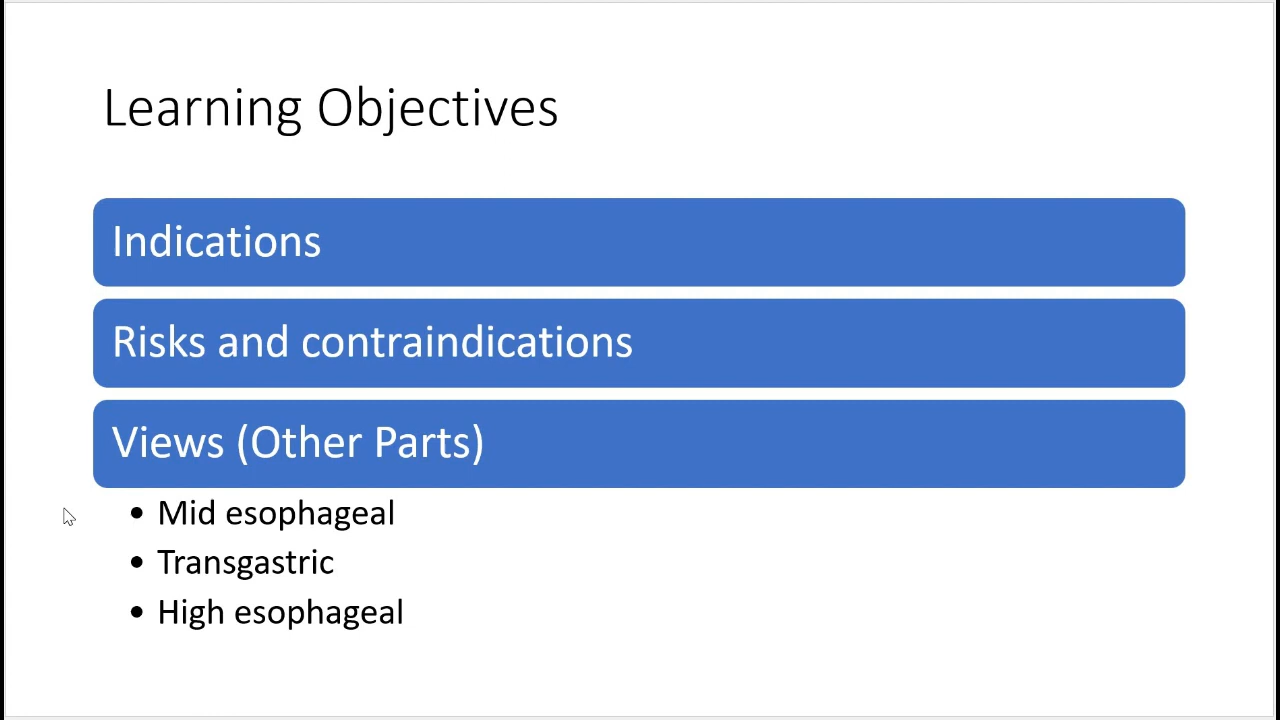 Learning Objectives
Indications
Risks and contraindications
Views (Other Parts)
• Mid esophageal
• Transgastric
• High esophageal